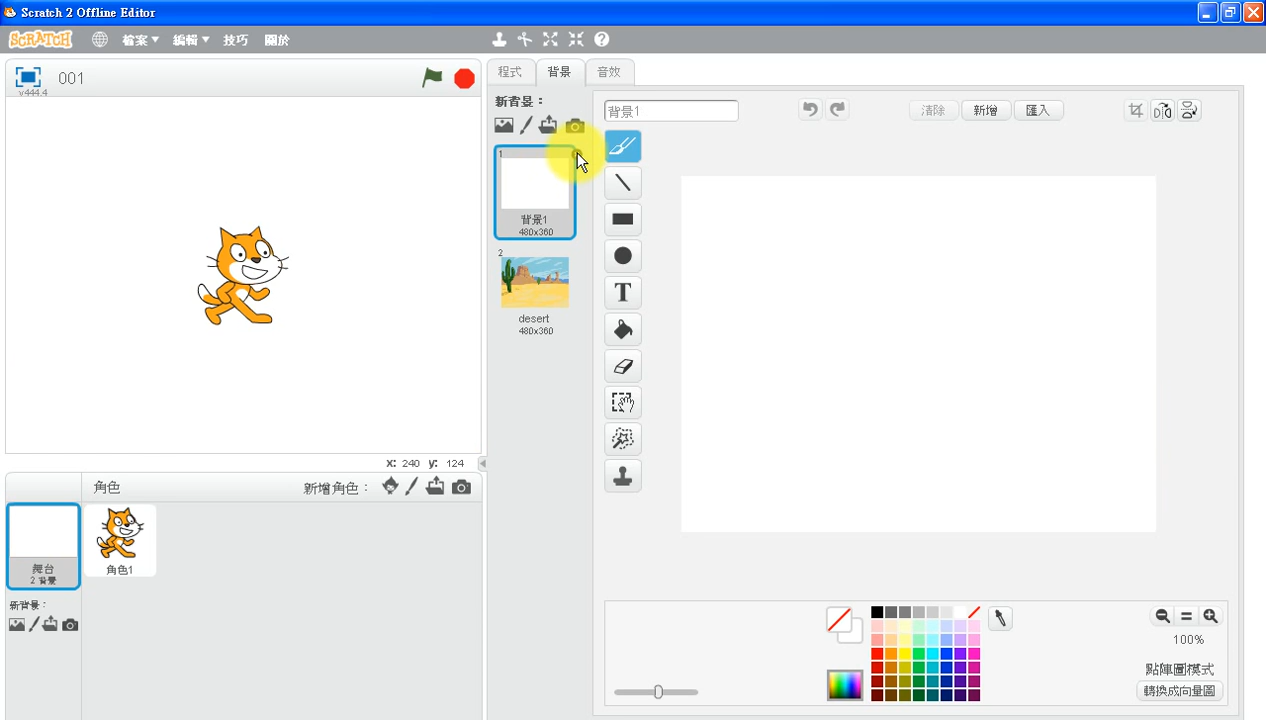 Scratch 2 Offline Editor
SCRATCH 檔案 編輯 技巧 關於
001
v444.4
程式 背景 音效
新背景：
背景1
清除 新增 匯入
1
背景1
480x360
2
desert
480x360
T
x: 240 y: 124
角色
新增角色：
舞台
2 背景
角色1
新背景：
100%
點陣圖模式
轉換成向量圖